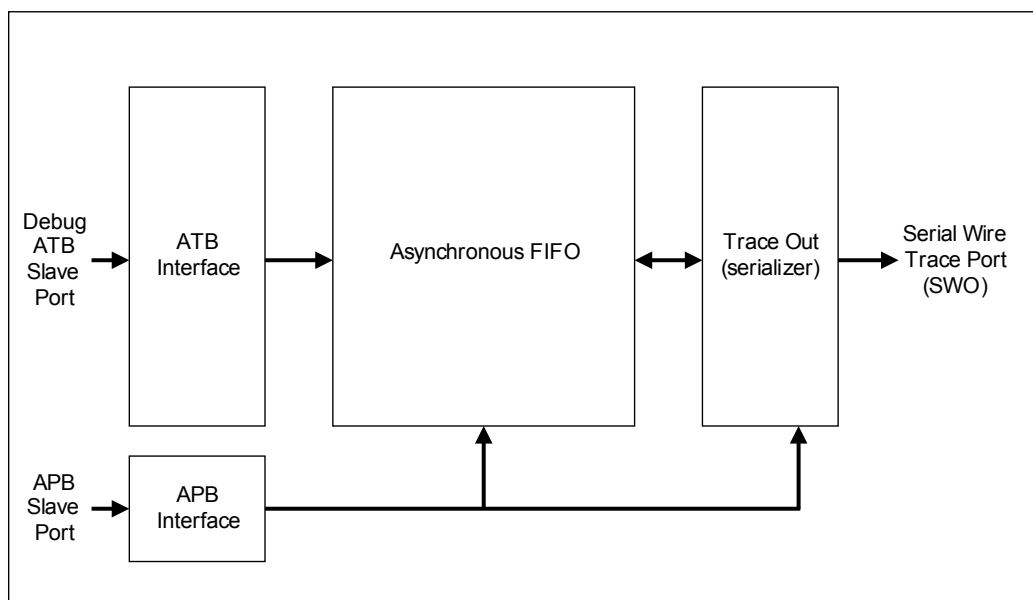 Debug
ATB
Slave
Port
ATB
Interface
Asynchronous FIFO
Trace Out
(serializer)
Serial Wire
Trace Port
(SWO)
APB
Slave
Port
APB
Interface